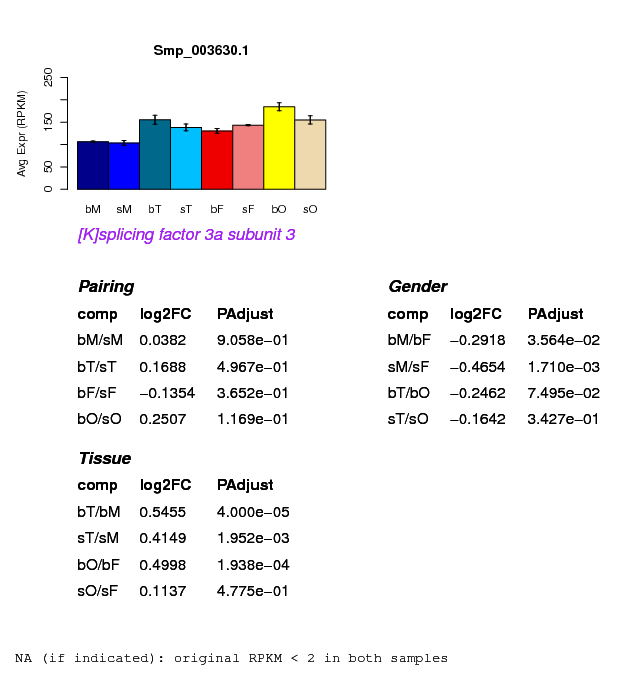 Smp_003630.1
Avg Expr (RPKM)
250
150
50
0
bM sM bT sT bF sF bO sO
[K]splicing factor 3a subunit 3
Pairing
comp log2FC PAdjust
bM/sM 0.0382 9.058e−01
bT/sT 0.1688 4.967e−01
bF/sF −0.1354 3.652e−01
bO/sO 0.2507 1.169e−01
Gender
comp log2FC PAdjust
bM/bF −0.2918 3.564e−02
sM/sF −0.4654 1.710e−03
bT/bO −0.2462 7.495e−02
sT/sO −0.1642 3.427e−01
Tissue
comp log2FC PAdjust
bT/bM 0.5455 4.000e−05
sT/sM 0.4149 1.952e−03
bO/bF 0.4998 1.938e−04
sO/sF 0.1137 4.775e−01
NA (if indicated): original RPKM < 2 in both samples